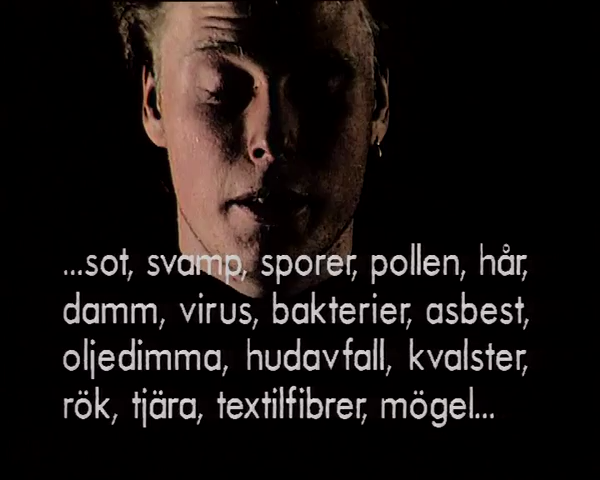 ...sot, svamp, sporer, pollen, hår,
damm, virus, bakterier, asbest,
oljedimma, hudavfall, kvalster,
rök, tjära, textilfibrer, mögel...